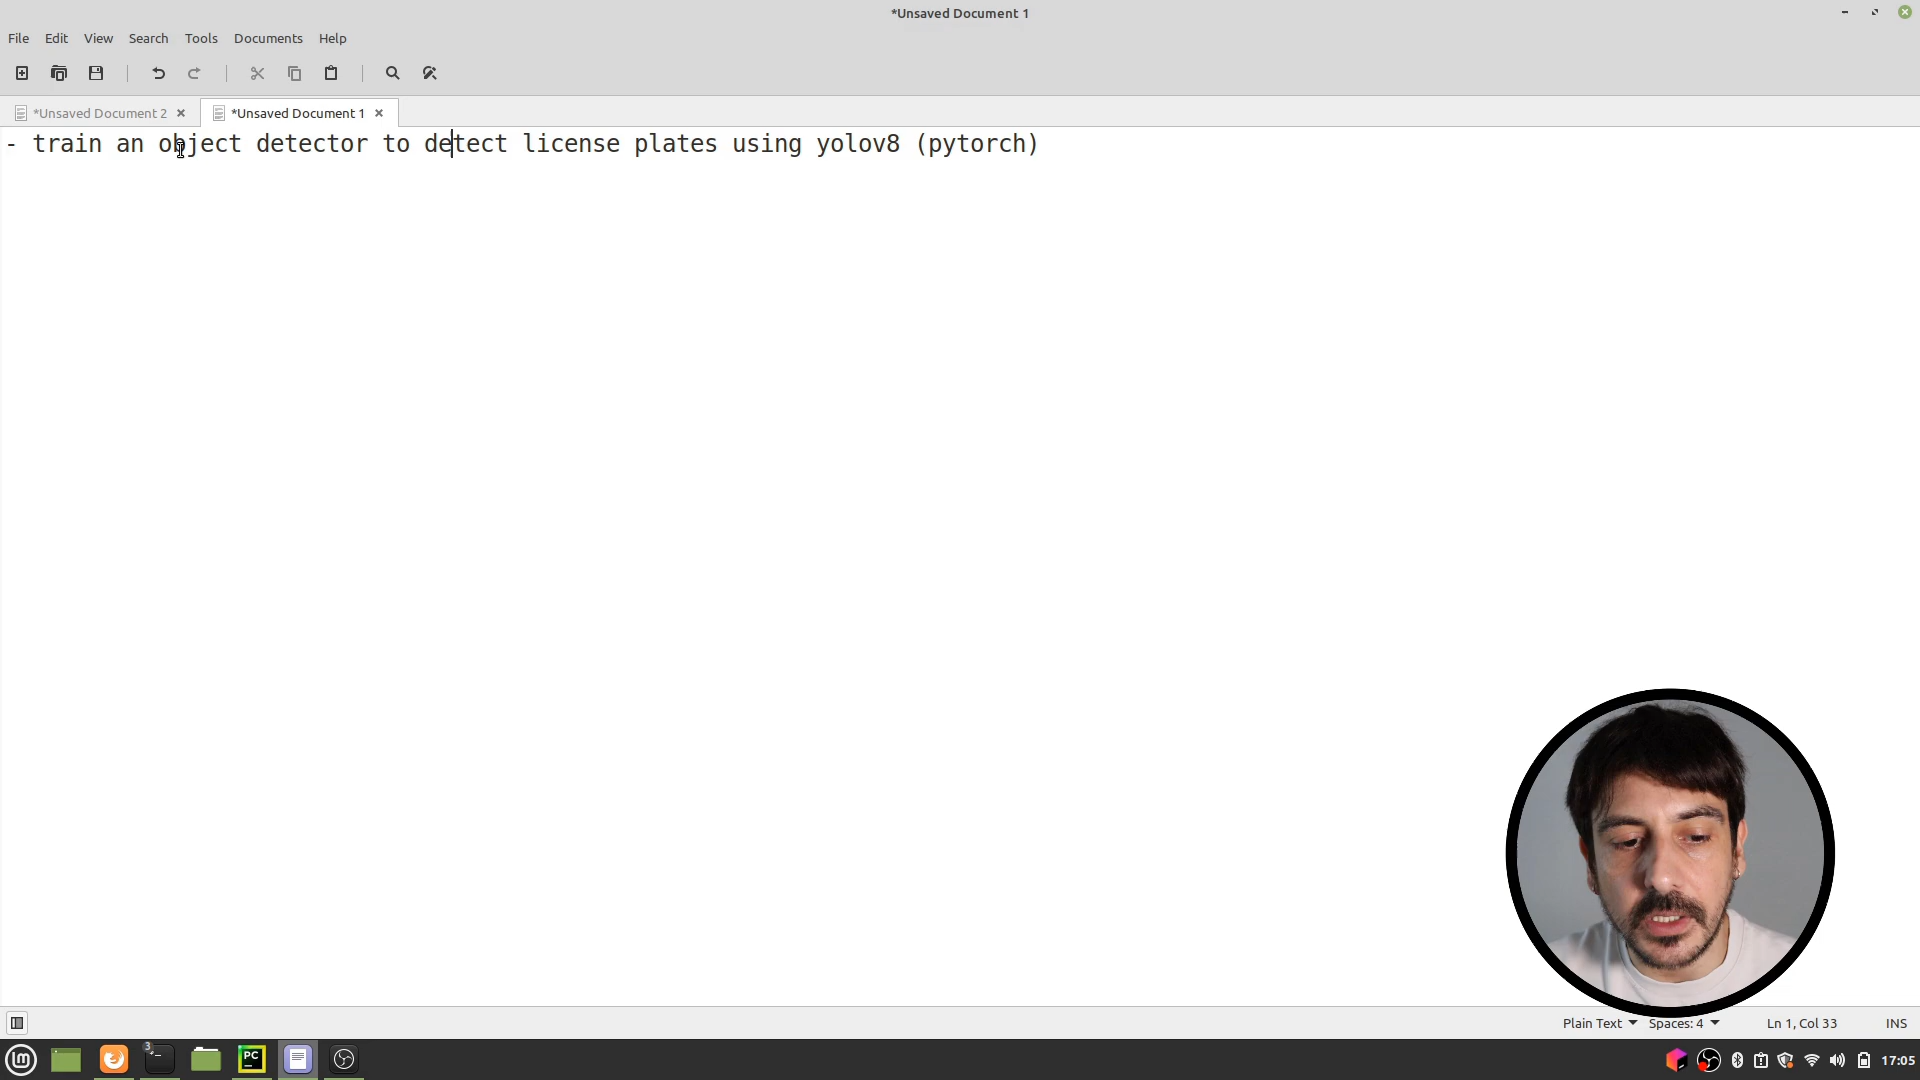 *Unsaved Document 1
File Edit View Search Tools Documents Help
*Unsaved Document 2 *Unsaved Document 1
- train an object detector to detect license plates using yolov8 (pytorch)
Plain Text Spaces: 4 Ln 1, Col 33 INS
3 PC 17:05